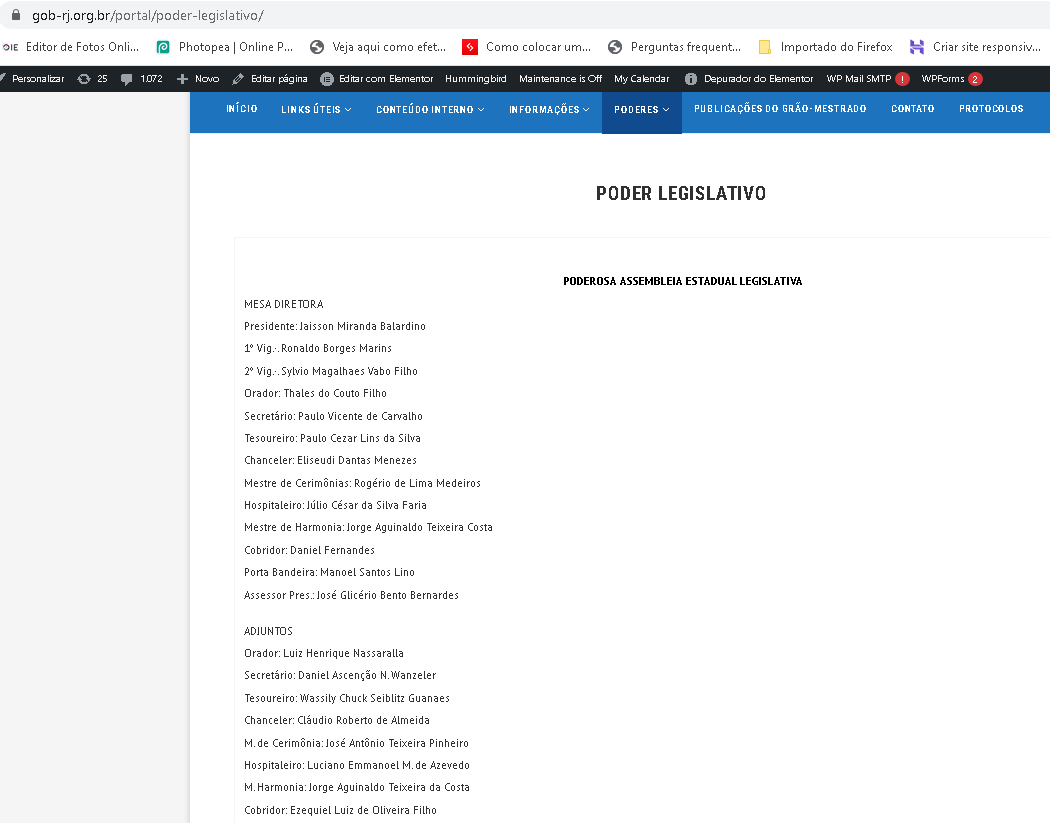 gob-rj.org.br/portal/poder-legislativo/
Editor de Fotos Onli... Photopea | Online P... Veja aqui como efet... Como colocar um... Perguntas frequent... Importado do Firefox Criar site responsiv...
Personalizar 25 1.072 Novo Editar página Editar com Elementor Hummingbird Maintenance is Off My Calendar Depurador do Elementor WP Mail SMTP ! WPForms 2
INÍCIO LINKS ÚTEIS CONTEÚDO INTERNO INFORMAÇÕES PODERES PUBLICAÇÕES DO GRÃO-MESTRADO CONTATO PROTOCOLOS
PODER LEGISLATIVO
PODEROSA ASSEMBLEIA ESTADUAL LEGISLATIVA
MESA DIRETORA
Presidente: Jaisson Miranda Balardino
1º Vig.·. Ronaldo Borges Marins
2º Vig.·. Sylvio Magalhaes Vabo Filho
Orador: Thales do Couto Filho
Secretário: Paulo Vicente de Carvalho
Tesoureiro: Paulo Cezar Lins da Silva
Chanceler: Eliseudi Dantas Menezes
Mestre de Cerimônias: Rogério de Lima Medeiros
Hospitaleiro: Júlio César da Silva Faria
Mestre de Harmonia: Jorge Aguinaldo Teixeira Costa
Cobridor: Daniel Fernandes
Porta Bandeira: Manoel Santos Lino
Assessor Pres.: José Glicério Bento Bernardes
ADJUNTOS
Orador: Luiz Henrique Nassaralla
Secretário: Daniel Ascenção N. Wanzeler
Tesoureiro: Wassily Chuck Seiblitz Guanaes
Chanceler: Cláudio Roberto de Almeida
M. de Cerimônia: José Antônio Teixeira Pinheiro
Hospitaleiro: Luciano Emmanoel M. de Azevedo
M. Harmonia: Jorge Aguinaldo Teixeira da Costa
Cobridor: Ezequiel Luiz de Oliveira Filho